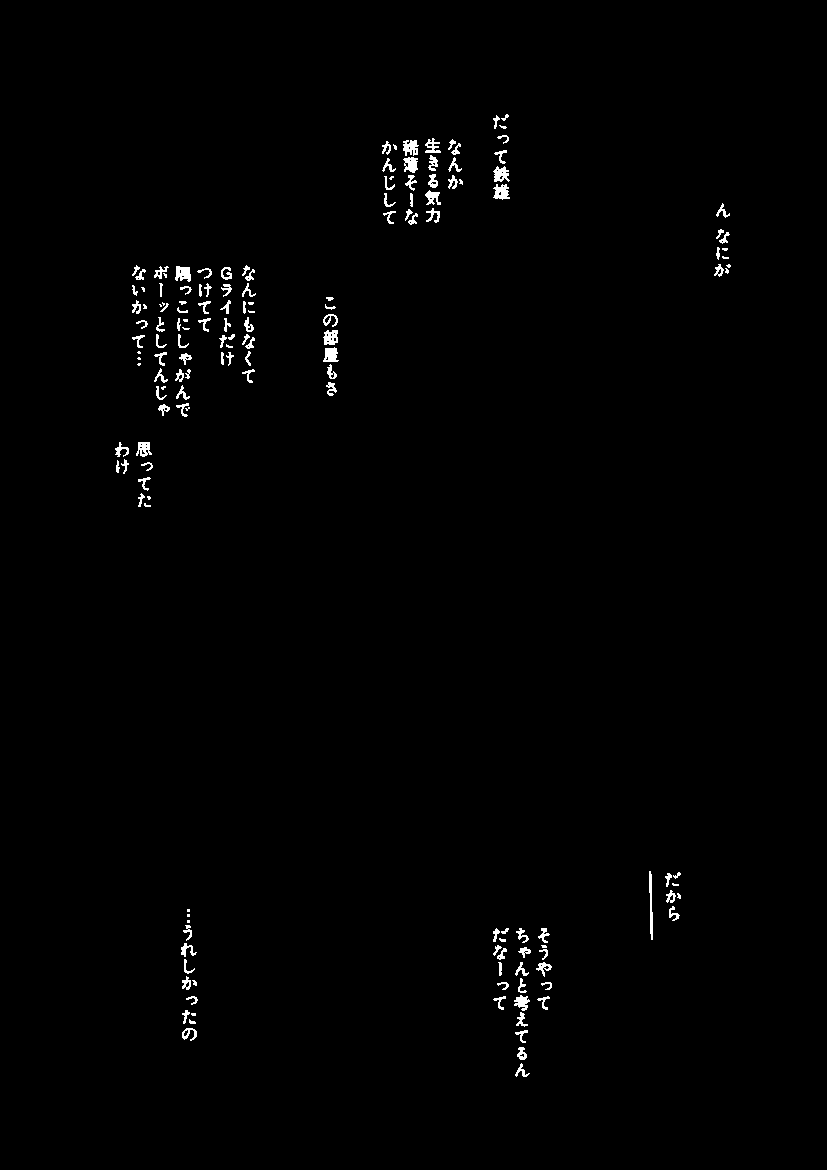 ん なにが
だって鉄雄
なんか
生きる気力
稀薄そーな
かんじして
この部屋もさ
なんにもなくて
Gライトだけ
つけてて
隅っこにしゃがんで
ボーッとしてんじゃ
ないかって…
思ってた
わけ
だから
そうやって
ちゃんと考えてるん
だなーって
…うれしかったの